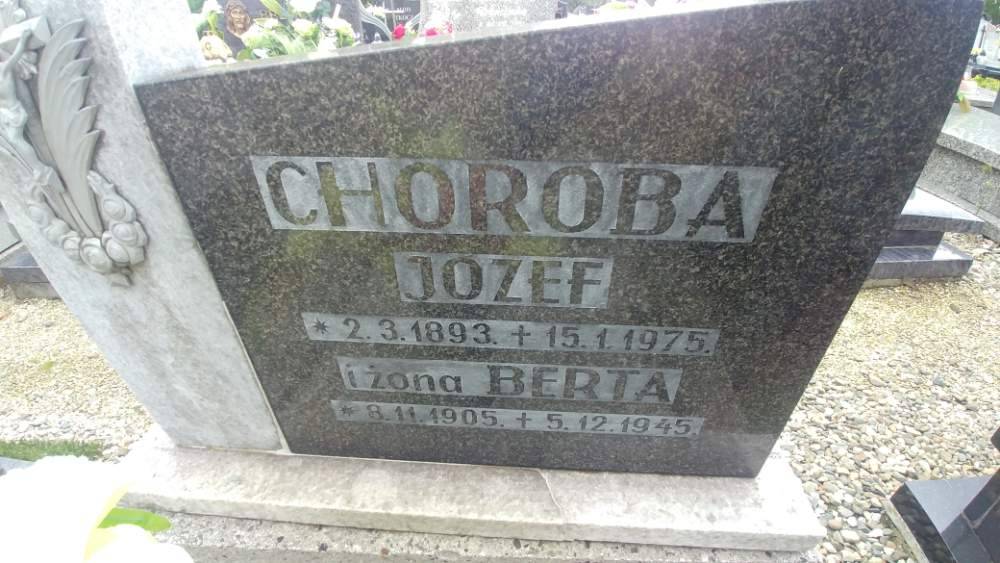 CHOROBA
JOZEF
* 2.3.1893. + 15.1.1975.
i żona BERTA
* 8.11.1905. + 5.12.1945.